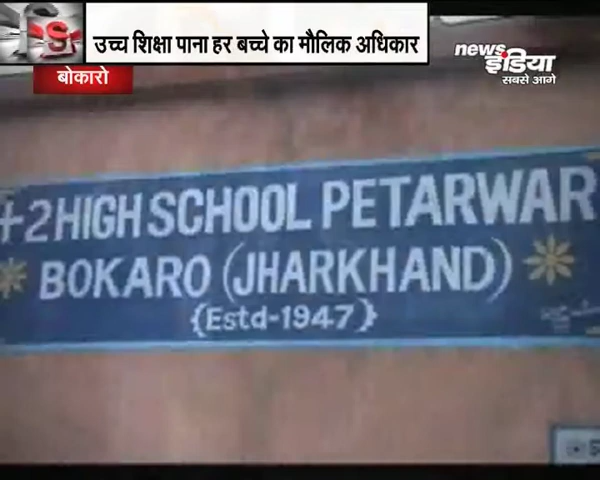 उच्च शिक्षा पाना हर बच्चे का मौलिक अधिकार
बोकारो
news
इंडिया
सबसे आगे
+2 HIGH SCHOOL PETARWAR
BOKARO (JHARKHAND)
{Estd-1947}